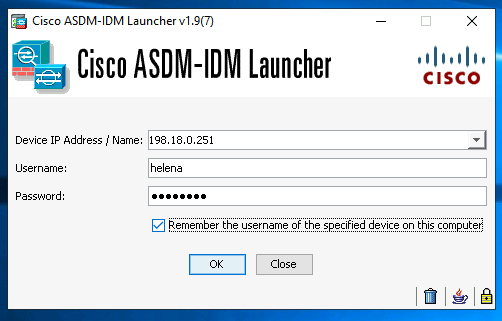 Cisco ASDM-IDM Launcher v1.9(7)
Cisco ASDM-IDM Launcher
CISCO
Device IP Address / Name: 198.18.0.251
Username: helena
Password: ●●●●●●●●
Remember the username of the specified device on this computer
OK Close